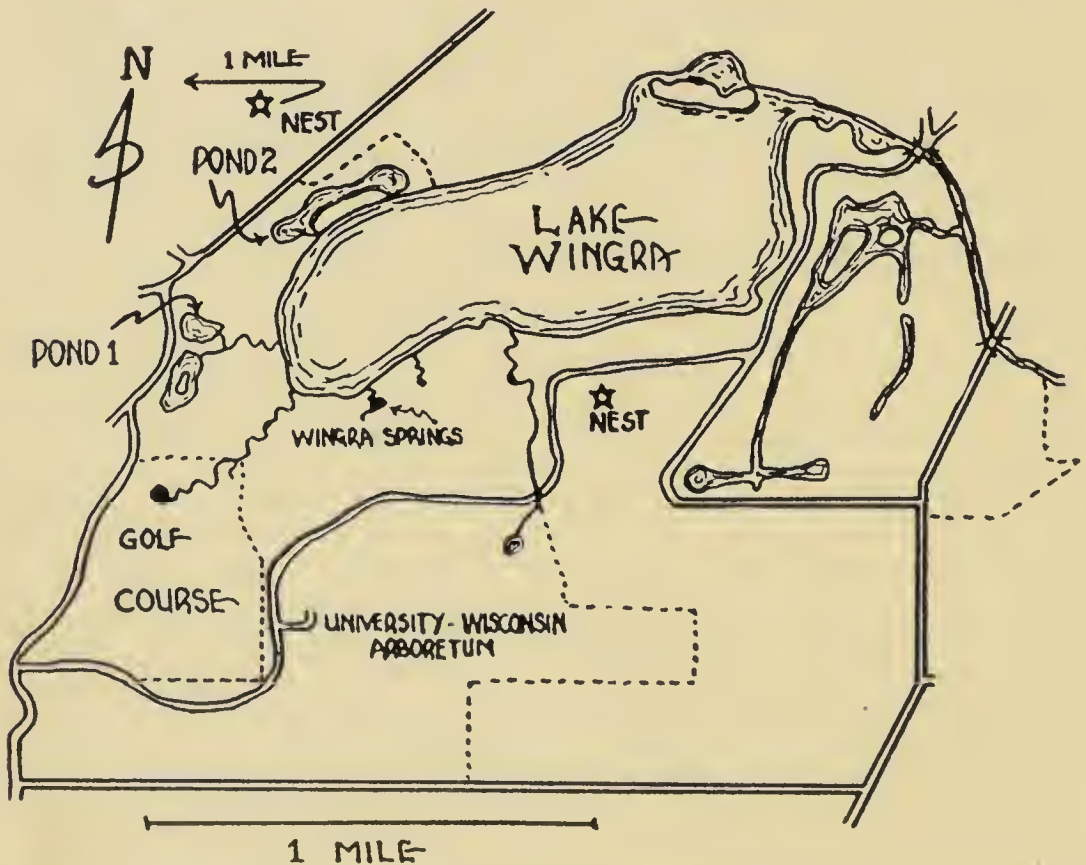 N
1 MILE
NEST
POND 2
LAKE
WINGRA
POND 1
WINGRA SPRINGS
NEST
GOLF
COURSE
UNIVERSITY - WISCONSIN
ARBORETUM
1 MILE